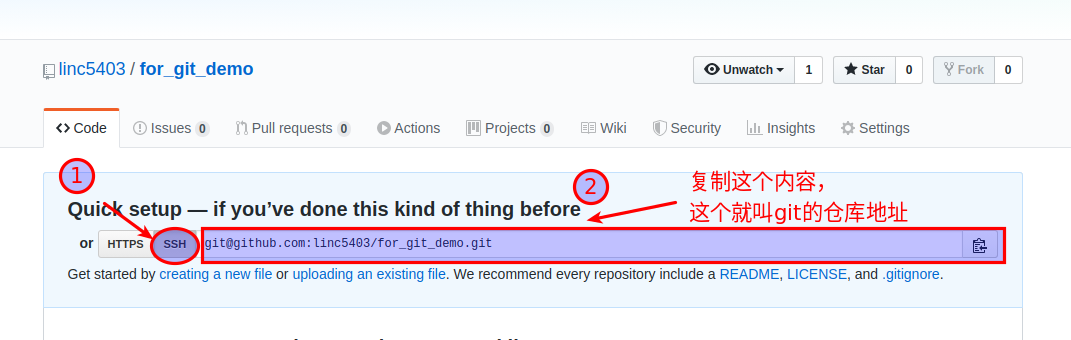 linc5403 / for_git_demo
Unwatch 1 Star 0 Fork 0
Code Issues 0 Pull requests 0 Actions Projects 0 Wiki Security Insights Settings
1
2
复制这个内容，
这个就叫git的仓库地址
Quick setup — if you’ve done this kind of thing before
or HTTPS SSH git@github.com:linc5403/for_git_demo.git
Get started by creating a new file or uploading an existing file. We recommend every repository include a README, LICENSE, and .gitignore.